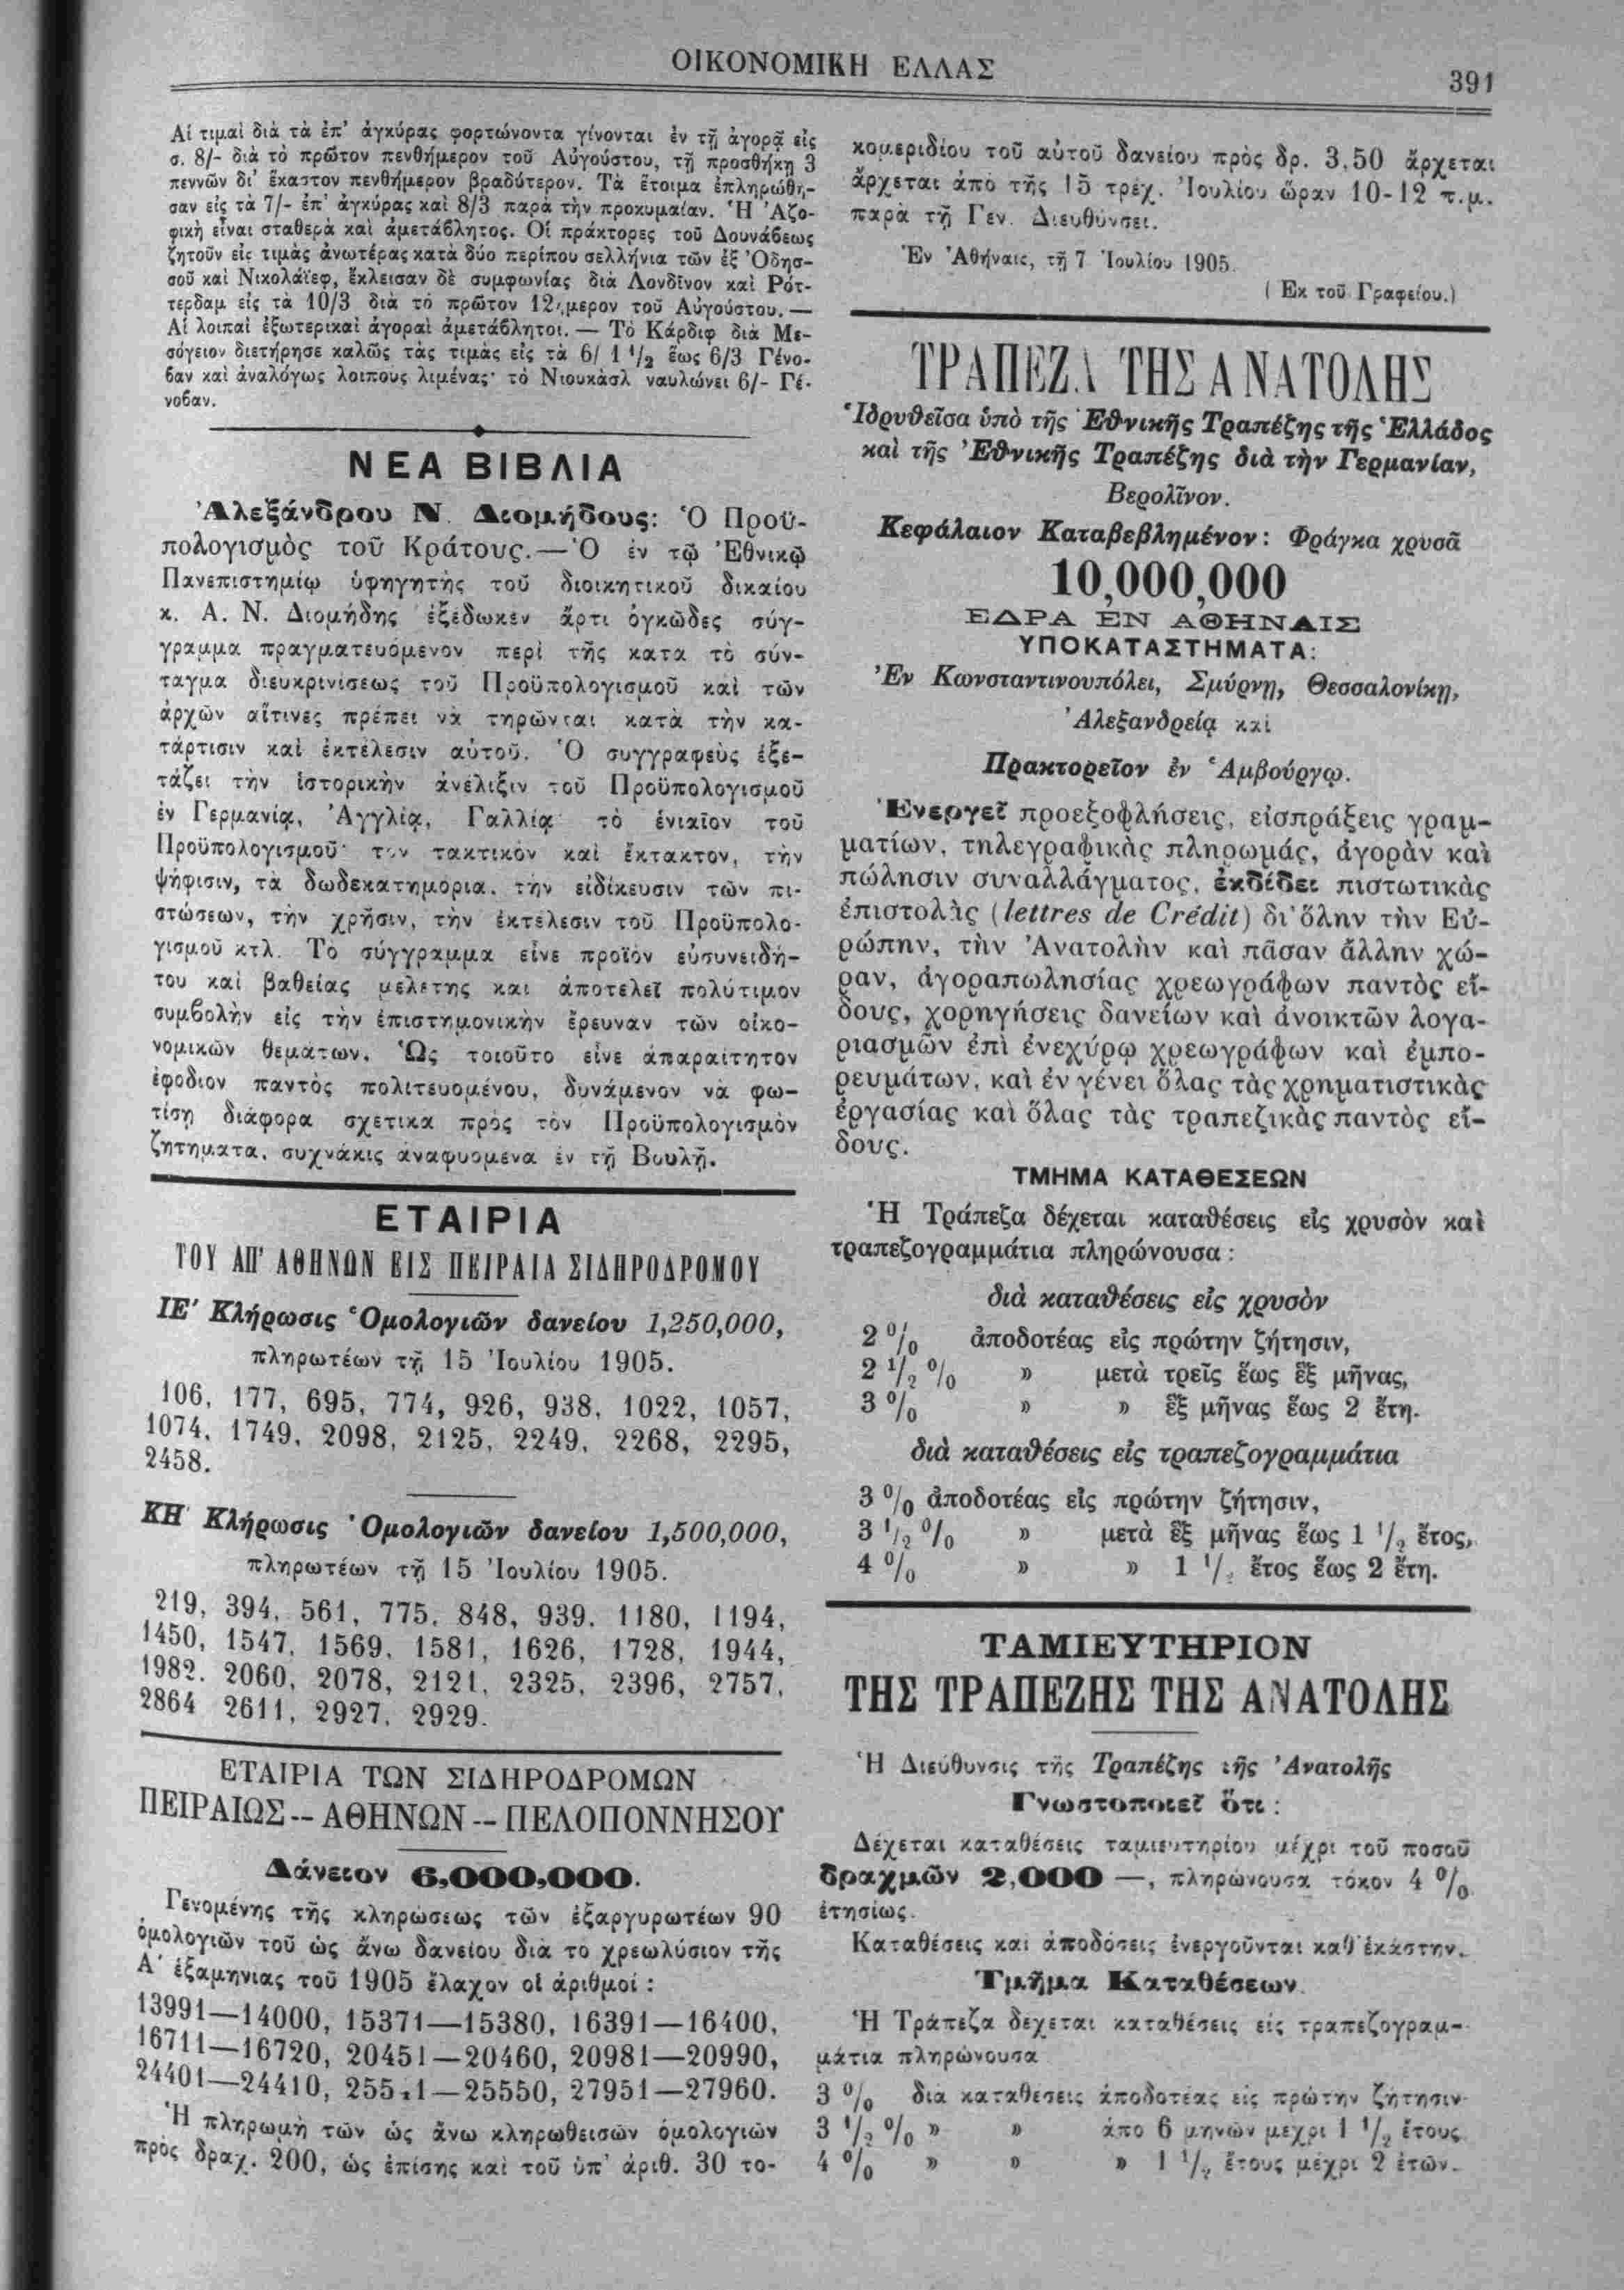 ΟΙΚΟΝΟΜΙΚΗ ΕΛΛΑΣ
391
Αἱ τιμαὶ διὰ τὰ ἐπ' ἀγκύρας φορτώνοντα γίνονται ἐν τῇ ἀγορᾷ εἰς
σ. 8/- διὰ τὸ πρῶτον πενθήμερον τοῦ Αὐγούστου, τῇ προσθήκῃ 3
πεννῶν δι' ἕκαστον πενθήμερον βραδύτερον. Τὰ ἕτοιμα ἐπληρώθη-
σαν εἰς τὰ 7/- ἐπ' ἀγκύρας καὶ 8/3 παρὰ τὴν προκυμαίαν. Ἡ Ἀζο-
φικὴ εἶναι σταθερὰ καὶ ἀμετάβλητος. Οἱ πράκτορες τοῦ Δουνάβεως
ζητοῦν εἰς τιμὰς ἀνωτέρας κατὰ δύο περίπου σελλήνια τῶν ἐξ Ὀδησ-
σοῦ καὶ Νικολάϊεφ, ἔκλεισαν δὲ συμφωνίας διὰ Λονδῖνον καὶ Ρότ-
τερδαμ εἰς τὰ 10/3 διὰ τὸ πρῶτον 12ήμερον τοῦ Αὐγούστου. —
Αἱ λοιπαὶ ἐξωτερικαὶ ἀγοραὶ ἀμετάβλητοι. — Τὸ Κάρδιφ διὰ Με-
σόγειον διετήρησε καλῶς τὰς τιμὰς εἰς τὰ 6/ 1 1/2 ἕως 6/3 Γένο-
βαν καὶ ἀναλόγως λοιποὺς λιμένας· τὸ Νιουκὰσλ ναυλώνει 6/- Γέ-
νοβαν.
ΝΕΑ ΒΙΒΛΙΑ
Ἀλεξάνδρου Ν. Διομήδους: Ὁ Προϋ-
πολογισμὸς τοῦ Κράτους. — Ὁ ἐν τῷ Ἐθνικῷ
Πανεπιστημίῳ ὑφηγητὴς τοῦ διοικητικοῦ δικαίου
κ. Α. Ν. Διομήδης ἐξέδωκεν ἄρτι ὀγκῶδες σύγ-
γραμμα πραγματευόμενον περὶ τῆς κατὰ τὸ σύν-
ταγμα διευκρινίσεως τοῦ Προϋπολογισμοῦ καὶ τῶν
ἀρχῶν αἵτινες πρέπει νὰ τηρῶνται κατὰ τὴν κα-
τάρτισιν καὶ ἐκτέλεσιν αὐτοῦ. Ὁ συγγραφεὺς ἐξε-
τάζει τὴν ἱστορικὴν ἀνέλιξιν τοῦ Προϋπολογισμοῦ
ἐν Γερμανίᾳ, Ἀγγλίᾳ, Γαλλίᾳ· τὸ ἑνιαῖον τοῦ
Προϋπολογισμοῦ· τὸν τακτικὸν καὶ ἔκτακτον, τὴν
ψήφισιν, τὰ δωδεκατημόρια, τὴν εἰδίκευσιν τῶν πι-
στώσεων, τὴν χρῆσιν, τὴν ἐκτέλεσιν τοῦ Προϋπολο-
γισμοῦ κτλ. Τὸ σύγγραμμα εἶνε προϊὸν εὐσυνειδή-
του καὶ βαθείας μελέτης καὶ ἀποτελεῖ πολύτιμον
συμβολὴν εἰς τὴν ἐπιστημονικὴν ἔρευναν τῶν οἰκο-
νομικῶν θεμάτων. Ὡς τοιοῦτο εἶνε ἀπαραίτητον
ἐφόδιον παντὸς πολιτευομένου, δυνάμενον νὰ φω-
τίσῃ διάφορα σχετικὰ πρὸς τὸν Προϋπολογισμὸν
ζητήματα, συχνάκις ἀναφυόμενα ἐν τῇ Βουλῇ.
ΕΤΑΙΡΙΑ
ΤΟΥ ΑΠ' ΑΘΗΝΩΝ ΕΙΣ ΠΕΙΡΑΙΑ ΣΙΔΗΡΟΔΡΟΜΟΥ
ΙΕ' Κλήρωσις Ὁμολογιῶν δανείου 1,250,000,
πληρωτέων τῇ 15 Ἰουλίου 1905.
106, 177, 695, 774, 926, 938, 1022, 1057,
1074, 1749, 2098, 2125, 2249, 2268, 2295,
2458.
ΚΗ' Κλήρωσις Ὁμολογιῶν δανείου 1,500,000,
πληρωτέων τῇ 15 Ἰουλίου 1905.
219, 394, 561, 775, 848, 939, 1180, 1194,
1450, 1547, 1569, 1581, 1626, 1728, 1944,
1982, 2060, 2078, 2121, 2325, 2396, 2757,
2864 2611, 2927, 2929.
ΕΤΑΙΡΙΑ ΤΩΝ ΣΙΔΗΡΟΔΡΟΜΩΝ
ΠΕΙΡΑΙΩΣ -- ΑΘΗΝΩΝ -- ΠΕΛΟΠΟΝΝΗΣΟΥ
Δάνειον 6,000,000.
Γενομένης τῆς κληρώσεως τῶν ἐξαργυρωτέων 90
ὁμολογιῶν τοῦ ὡς ἄνω δανείου διὰ τὸ χρεωλύσιον τῆς
Α' ἑξαμηνίας τοῦ 1905 ἔλαχον οἱ ἀριθμοί :
13991—14000, 15371—15380, 16391—16400,
16711—16720, 20451—20460, 20981—20990,
24401—24410, 25541—25550, 27951—27960.
Ἡ πληρωμὴ τῶν ὡς ἄνω κληρωθεισῶν ὁμολογιῶν
πρὸς δραχ. 200, ὡς ἐπίσης καὶ τοῦ ὑπ' ἀριθ. 30 το-
κομεριδίου τοῦ αὐτοῦ δανείου πρὸς δρ. 3,50 ἄρχεται
ἄρχεται ἀπὸ τῆς 15 τρέχ. Ἰουλίου ὥραν 10-12 π.μ.
παρὰ τῇ Γεν. Διευθύνσει.
Ἐν Ἀθήναις, τῇ 7 Ἰουλίου 1905.
(Ἐκ τοῦ Γραφείου.)
ΤΡΑΠΕΖΑ ΤΗΣ ΑΝΑΤΟΛΗΣ
Ἱδρυθεῖσα ὑπὸ τῆς Ἐθνικῆς Τραπέζης τῆς Ἑλλάδος
καὶ τῆς Ἐθνικῆς Τραπέζης διὰ τὴν Γερμανίαν,
Βερολῖνον.
Κεφάλαιον Καταβεβλημένον: Φράγκα χρυσᾶ
10,000,000
ΕΔΡΑ ΕΝ ΑΘΗΝΑΙΣ
ΥΠΟΚΑΤΑΣΤΗΜΑΤΑ:
Ἐν Κωνσταντινουπόλει, Σμύρνῃ, Θεσσαλονίκῃ,
Ἀλεξανδρείᾳ καὶ
Πρακτορεῖον ἐν Ἀμβούργῳ.
Ἐνεργεῖ προεξοφλήσεις, εἰσπράξεις γραμ-
ματίων, τηλεγραφικὰς πληρωμάς, ἀγορὰν καὶ
πώλησιν συναλλάγματος, ἐκδίδει πιστωτικὰς
ἐπιστολὰς (lettres de Crédit) δι' ὅλην τὴν Εὐ-
ρώπην, τὴν Ἀνατολὴν καὶ πᾶσαν ἄλλην χώ-
ραν, ἀγοραπωλησίας χρεωγράφων παντὸς εἴ-
δους, χορηγήσεις δανείων καὶ ἀνοικτῶν λογα-
ριασμῶν ἐπὶ ἐνεχύρῳ χρεωγράφων καὶ ἐμπο-
ρευμάτων, καὶ ἐν γένει ὅλας τὰς χρηματιστικὰς
ἐργασίας καὶ ὅλας τὰς τραπεζικὰς παντὸς εἴ-
δους.
ΤΜΗΜΑ ΚΑΤΑΘΕΣΕΩΝ
Ἡ Τράπεζα δέχεται καταθέσεις εἰς χρυσὸν καὶ
τραπεζογραμμάτια πληρώνουσα :
διὰ καταθέσεις εἰς χρυσὸν
2 0/0 ἀποδοτέας εἰς πρώτην ζήτησιν,
2 1/2 0/0 » μετὰ τρεῖς ἕως ἓξ μῆνας,
3 0/0 » » ἓξ μῆνας ἕως 2 ἔτη.
διὰ καταθέσεις εἰς τραπεζογραμμάτια
3 0/0 ἀποδοτέας εἰς πρώτην ζήτησιν,
3 1/2 0/0 » μετὰ ἓξ μῆνας ἕως 1 1/2 ἔτος,
4 0/0 » » 1 1/2 ἔτος ἕως 2 ἔτη.
ΤΑΜΙΕΥΤΗΡΙΟΝ
ΤΗΣ ΤΡΑΠΕΖΗΣ ΤΗΣ ΑΝΑΤΟΛΗΣ
Ἡ Διεύθυνσις τῆς Τραπέζης τῆς Ἀνατολῆς
Γνωστοποιεῖ ὅτι :
Δέχεται καταθέσεις ταμιευτηρίου μέχρι τοῦ ποσοῦ
δραχμῶν 2,000 —, πληρώνουσα τόκον 4 0/0
ἐτησίως.
Καταθέσεις καὶ ἀποδόσεις ἐνεργοῦνται καθ' ἑκάστην.
Τμῆμα Καταθέσεων
Ἡ Τράπεζα δέχεται καταθέσεις εἰς τραπεζογραμ-
μάτια πληρώνουσα
3 0/0 διὰ καταθέσεις ἀποδοτέας εἰς πρώτην ζήτησιν
3 1/2 0/0 » » ἀπὸ 6 μηνῶν μέχρι 1 1/2 ἔτους
4 0/0 » » » 1 1/2 ἔτους μέχρι 2 ἐτῶν.